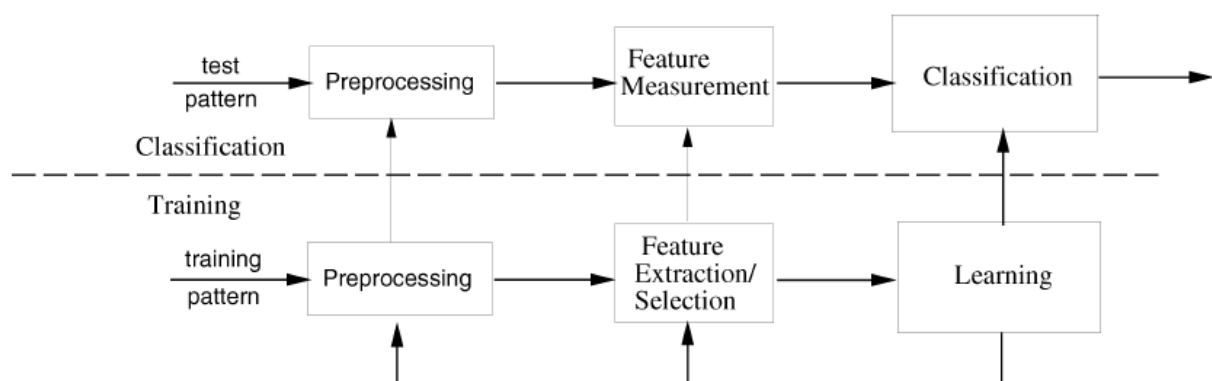 test
pattern
Preprocessing
Feature
Measurement
Classification
Classification
Training
training
pattern
Preprocessing
Feature
Extraction/
Selection
Learning